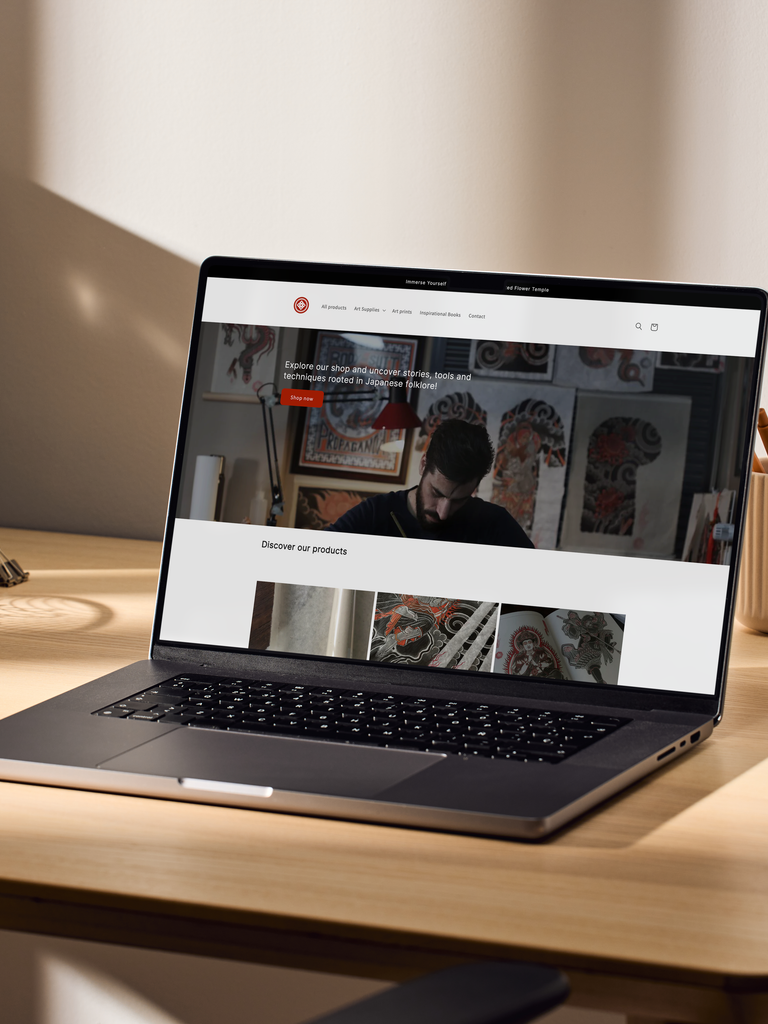 Immerse Yourself
ed Flower Temple
All products
Art Supplies
Art prints
Inspirational Books
Contact
Explore our shop and uncover stories, tools and
techniques rooted in Japanese folklore!
Shop now
PROPAGANDA
Discover our products